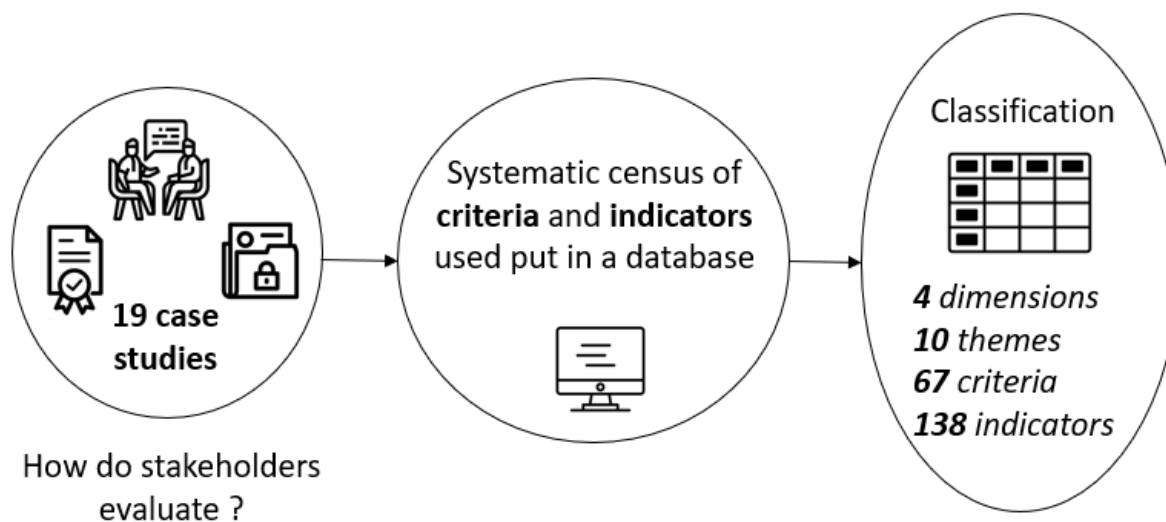 19 case
studies
How do stakeholders
evaluate ?
Systematic census of
criteria and indicators
used put in a database
Classification
4 dimensions
10 themes
67 criteria
138 indicators